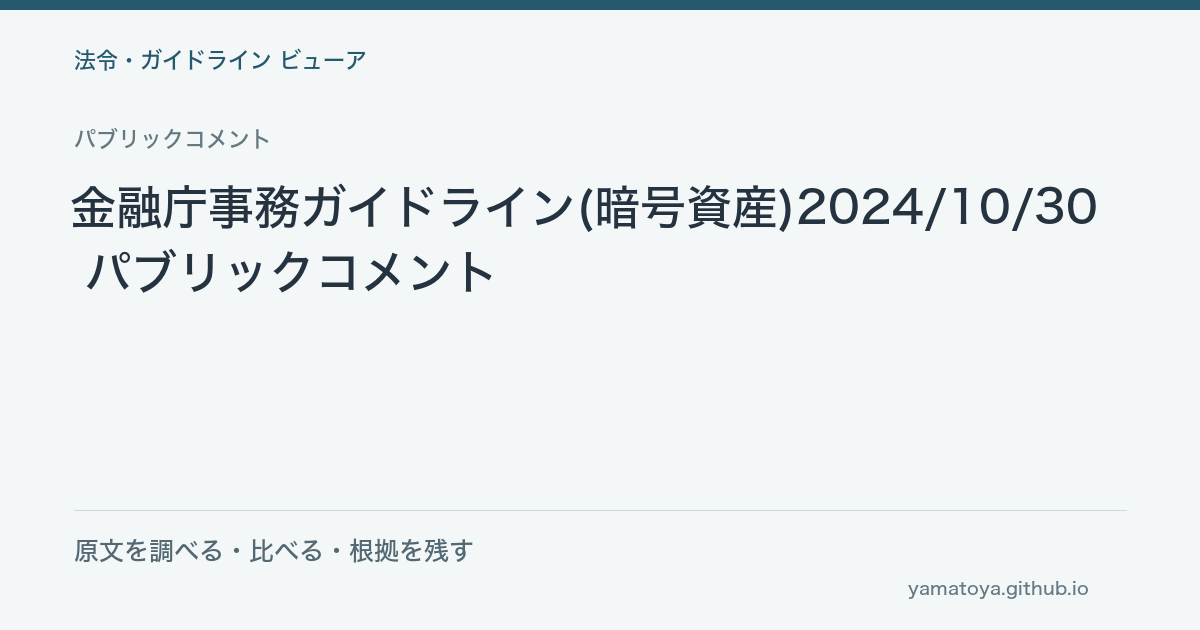 法令・ガイドライン ビューア
パブリックコメント
金融庁事務ガイドライン(暗号資産)2024/10/30
パブリックコメント
原文を調べる・比べる・根拠を残す
yamatoya.github.io